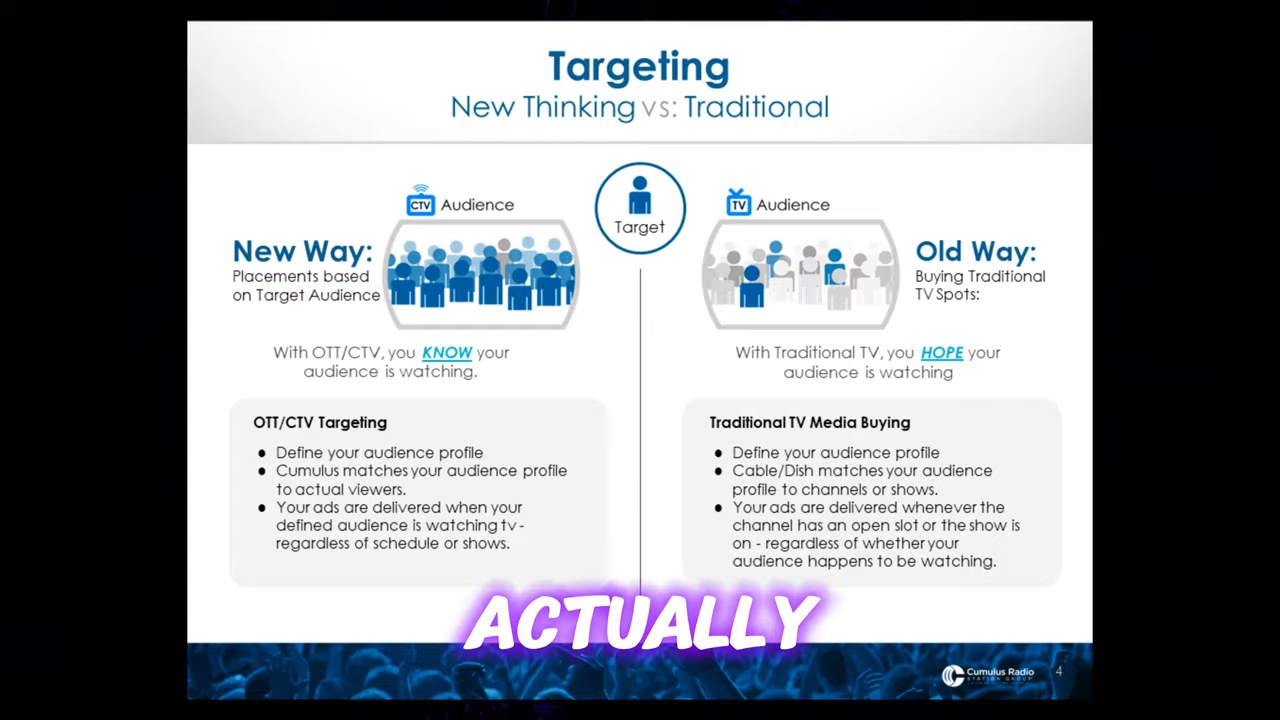 Targeting
New Thinking vs: Traditional
CTV Audience
Target
TV Audience
New Way:
Placements based
on Target Audience
Old Way:
Buying Traditional
TV Spots:
With OTT/CTV, you KNOW your
audience is watching.
With Traditional TV, you HOPE your
audience is watching
OTT/CTV Targeting
● Define your audience profile
● Cumulus matches your audience profile
to actual viewers.
● Your ads are delivered when your
defined audience is watching tv -
regardless of schedule or shows.
Traditional TV Media Buying
● Define your audience profile
● Cable/Dish matches your audience
profile to channels or shows.
● Your ads are delivered whenever the
channel has an open slot or the show is
on - regardless of whether your
audience happens to be watching.
ACTUALLY
Cumulus Radio
STATION GROUP
4